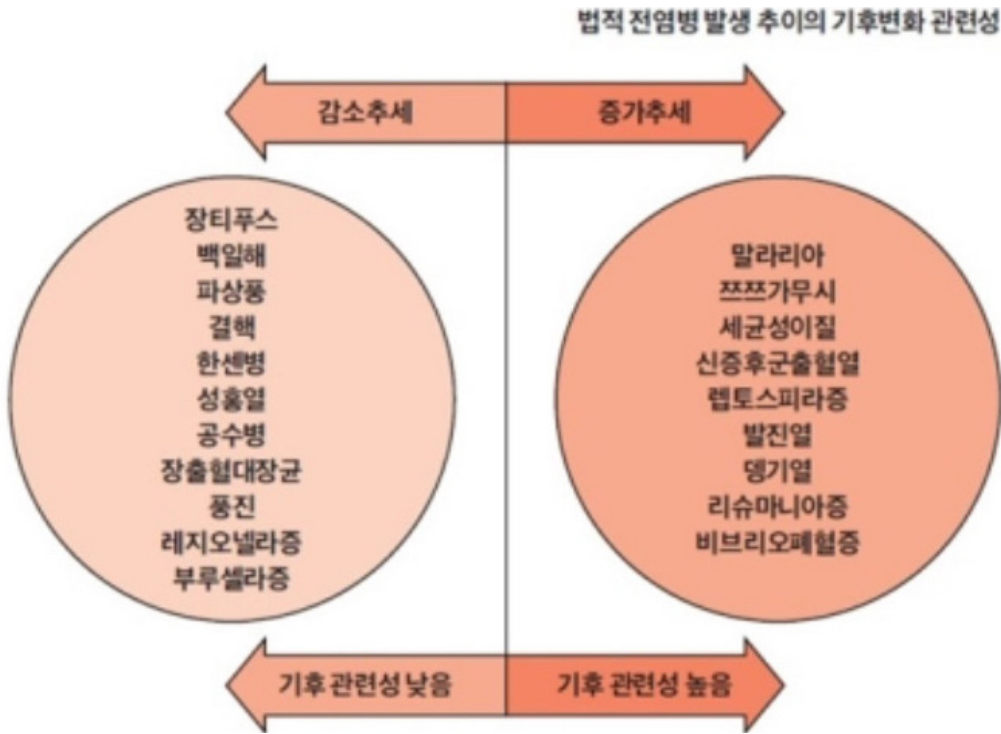 법적 전염병 발생 추이의 기후변화 관련성
감소추세
증가추세
장티푸스
백일해
파상풍
결핵
한센병
성홍열
공수병
장출혈대장균
풍진
레지오넬라증
부루셀라증
말라리아
쯔쯔가무시
세균성이질
신증후군출혈열
렙토스피라증
발진열
뎅기열
리슈마니아증
비브리오폐혈증
기후 관련성 낮음
기후 관련성 높음